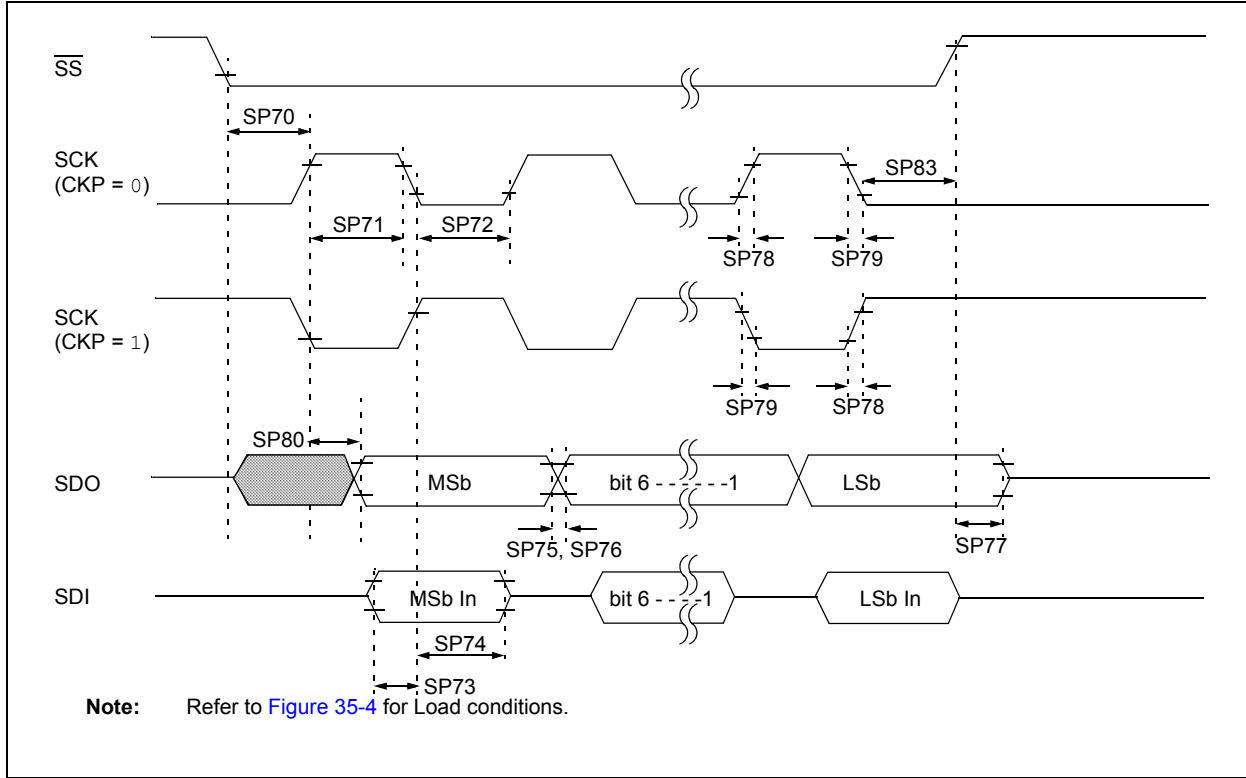 SS
SP70
SCK
(CKP = 0)
SP83
SP71
SP72
SP78
SP79
SCK
(CKP = 1)
SP79
SP78
SP80
SDO
MSb
bit 6 - - - - - -1
LSb
SP75, SP76
SP77
SDI
MSb In
bit 6 - - - -1
LSb In
SP74
SP73
Note: Refer to Figure 35-4 for Load conditions.